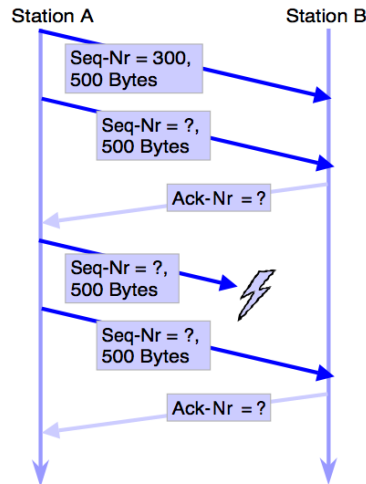 Station A
Station B
Seq-Nr = 300,
500 Bytes
Seq-Nr = ?,
500 Bytes
Ack-Nr = ?
Seq-Nr = ?,
500 Bytes
Seq-Nr = ?,
500 Bytes
Ack-Nr = ?